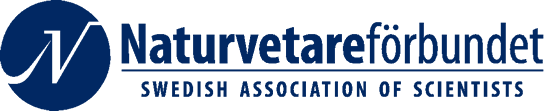 N
Naturvetareförbundet
SWEDISH ASSOCIATION OF SCIENTISTS